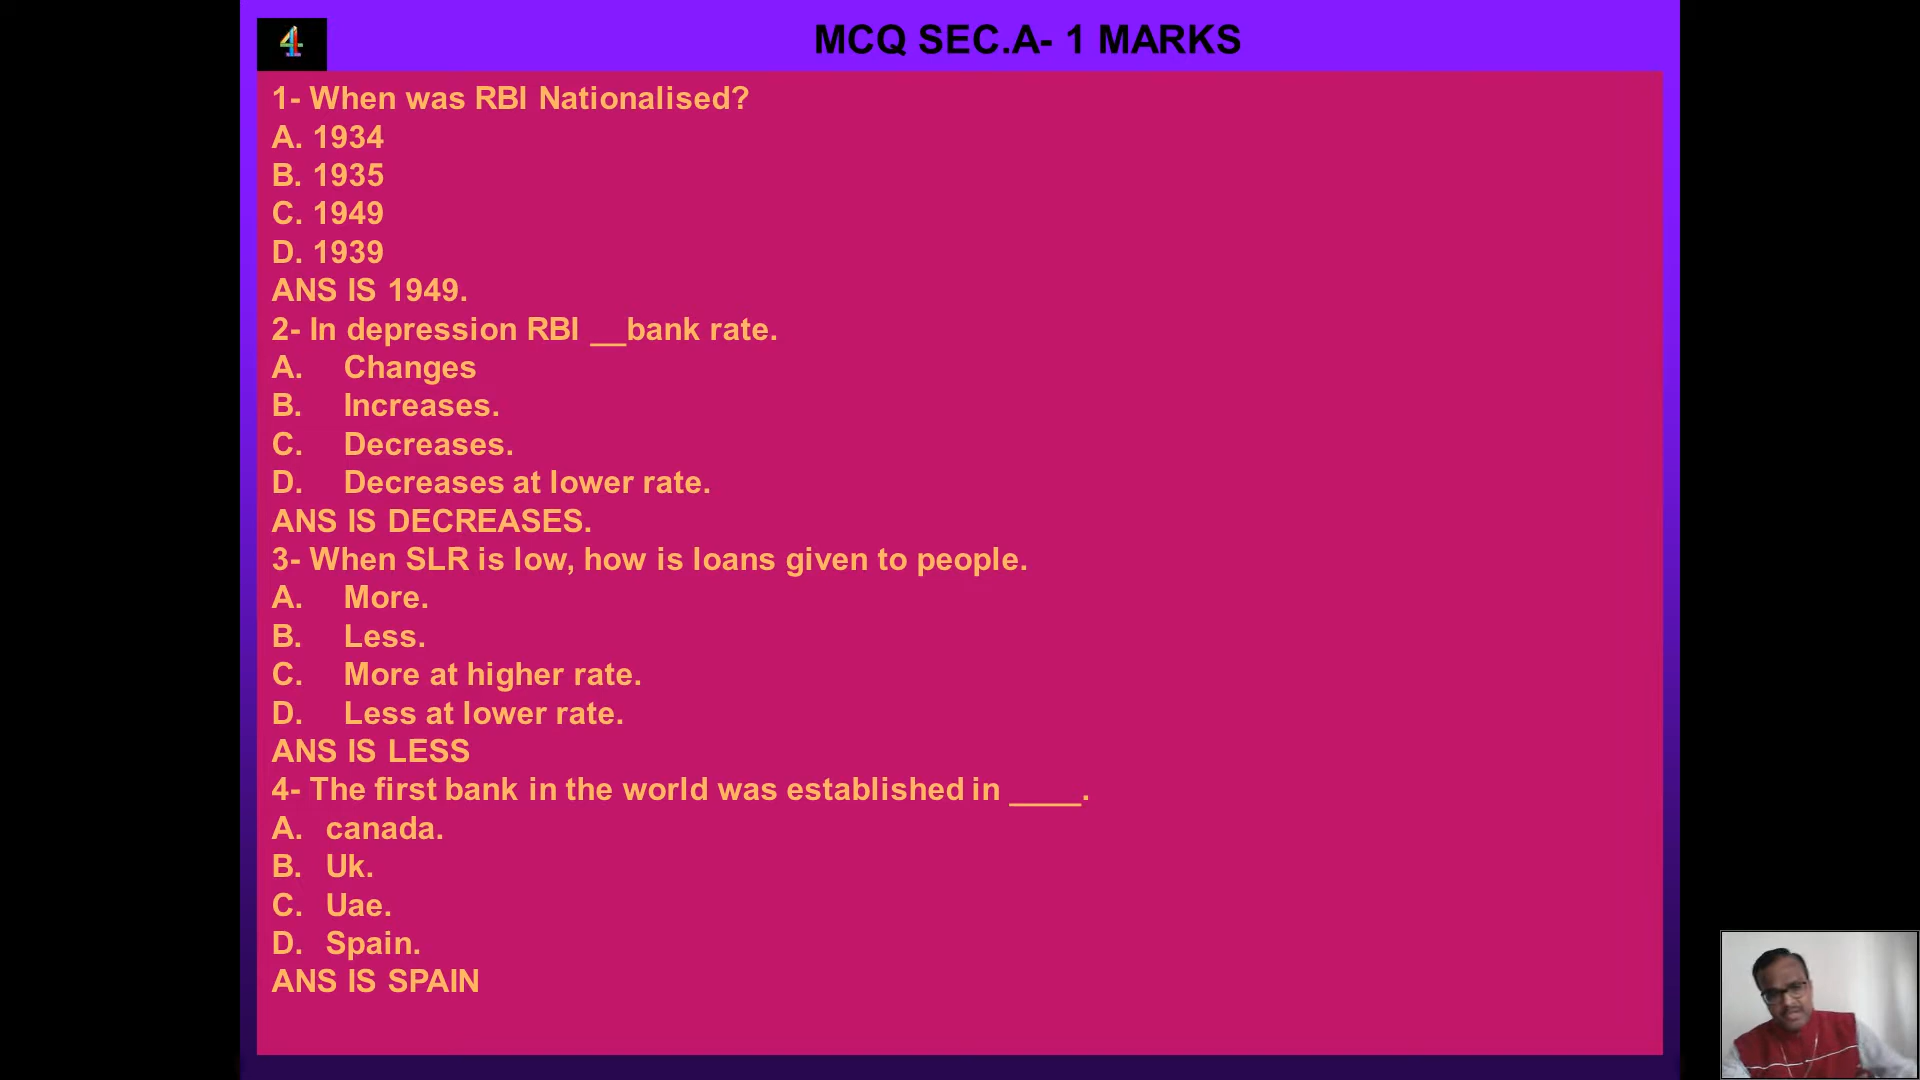 4
MCQ SEC.A- 1 MARKS
1- When was RBI Nationalised?
A. 1934
B. 1935
C. 1949
D. 1939
ANS IS 1949.
2- In depression RBI __bank rate.
A. Changes
B. Increases.
C. Decreases.
D. Decreases at lower rate.
ANS IS DECREASES.
3- When SLR is low, how is loans given to people.
A. More.
B. Less.
C. More at higher rate.
D. Less at lower rate.
ANS IS LESS
4- The first bank in the world was established in ____.
A. canada.
B. Uk.
C. Uae.
D. Spain.
ANS IS SPAIN